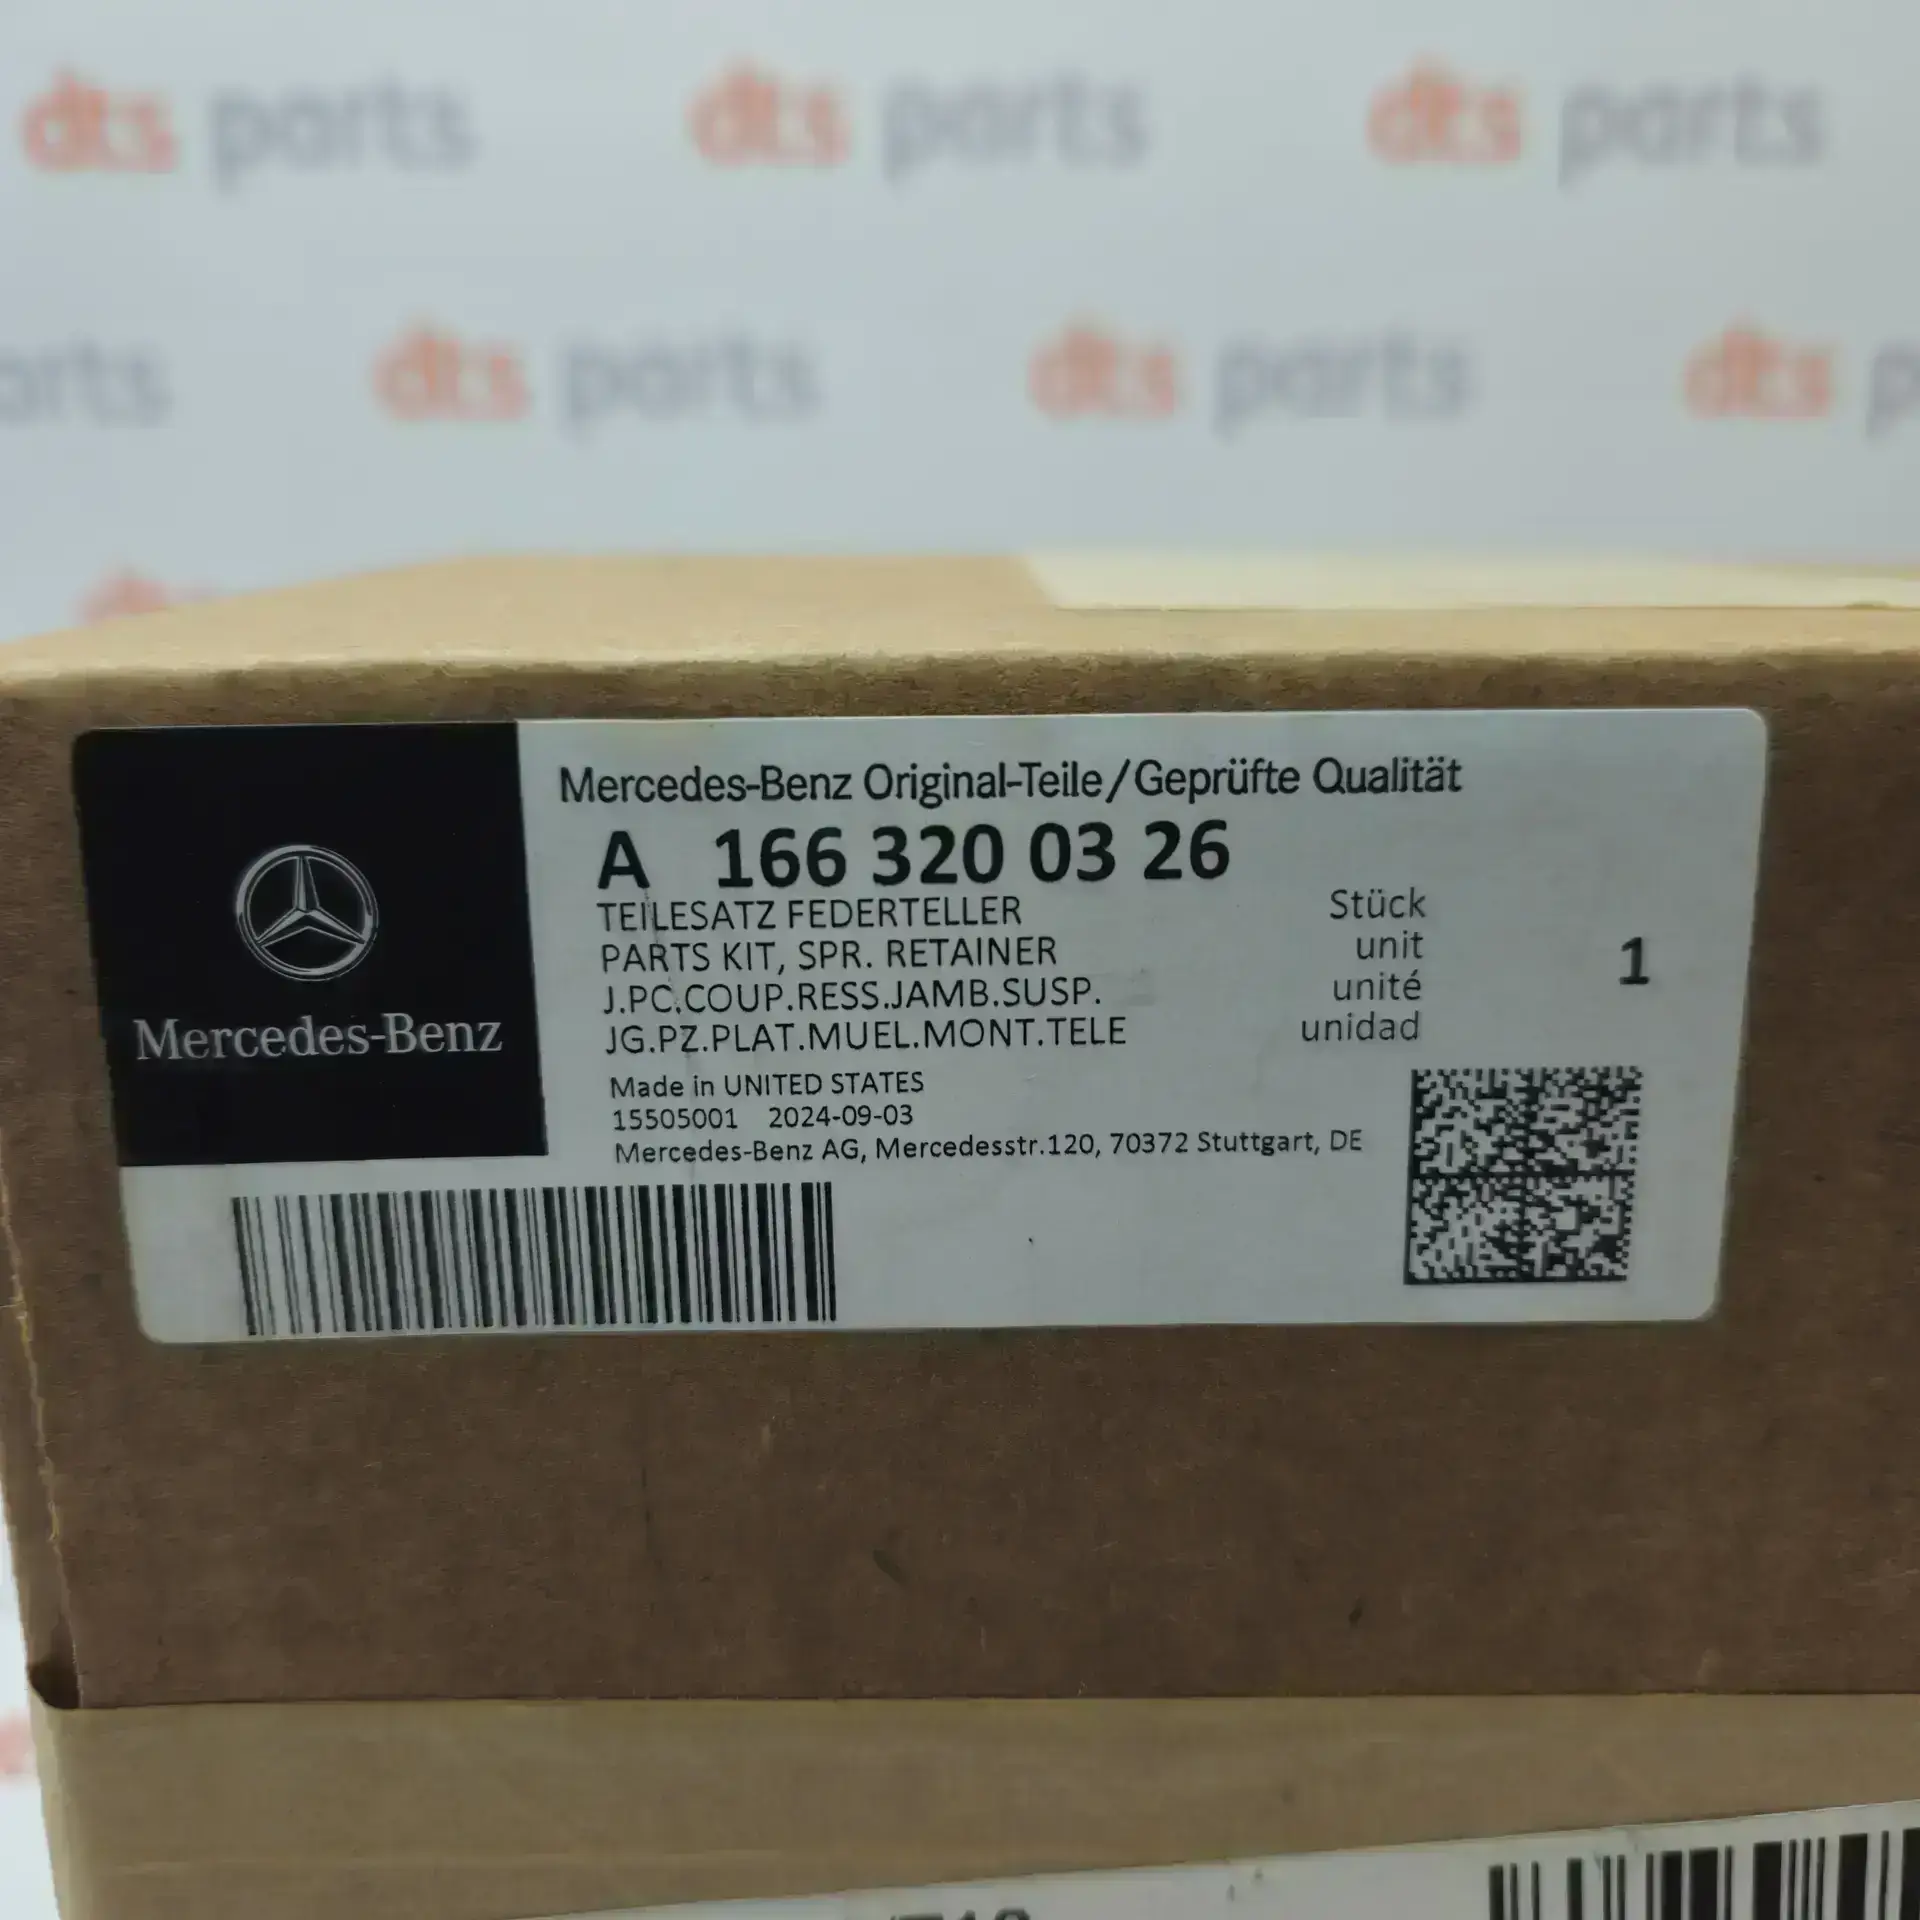 dts parts dts parts dts parts
dts parts dts parts dts
Mercedes-Benz
Mercedes-Benz Original-Teile/Geprüfte Qualität
A 166 320 03 26
TEILESATZ FEDERTELLER
PARTS KIT, SPR. RETAINER
J.PC.COUP.RESS.JAMB.SUSP.
JG.PZ.PLAT.MUEL.MONT.TELE
Stück
unit
unité
unidad
1
Made in UNITED STATES
15505001 2024-09-03
Mercedes-Benz AG, Mercedesstr.120, 70372 Stuttgart, DE